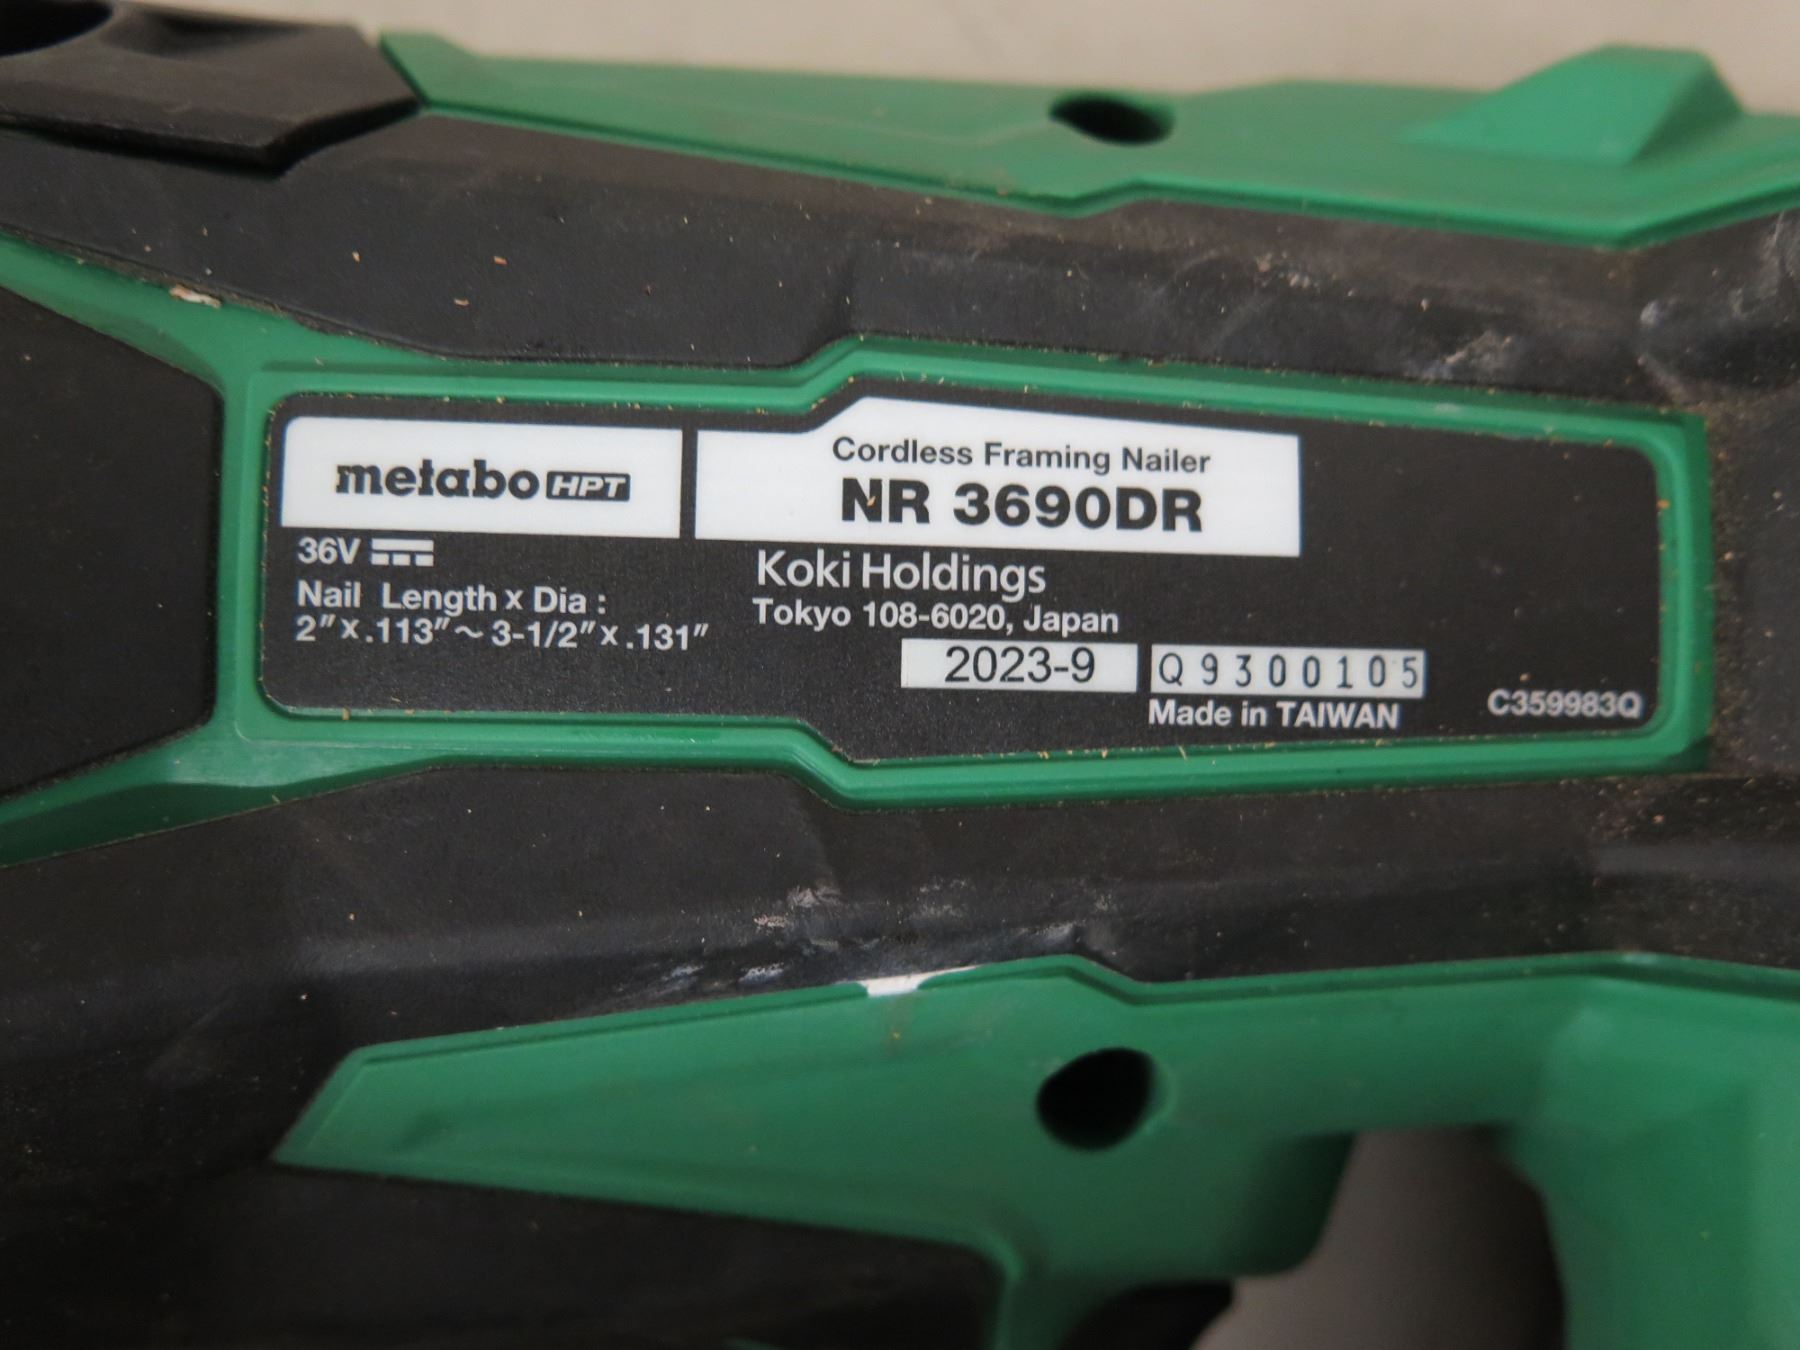 metabo HPT
Cordless Framing Nailer
NR 3690DR
36V
Nail Length x Dia :
2"x.113"~3-1/2"x.131"
Koki Holdings
Tokyo 108-6020, Japan
2023-9
Q9300105
Made in TAIWAN
C359983Q